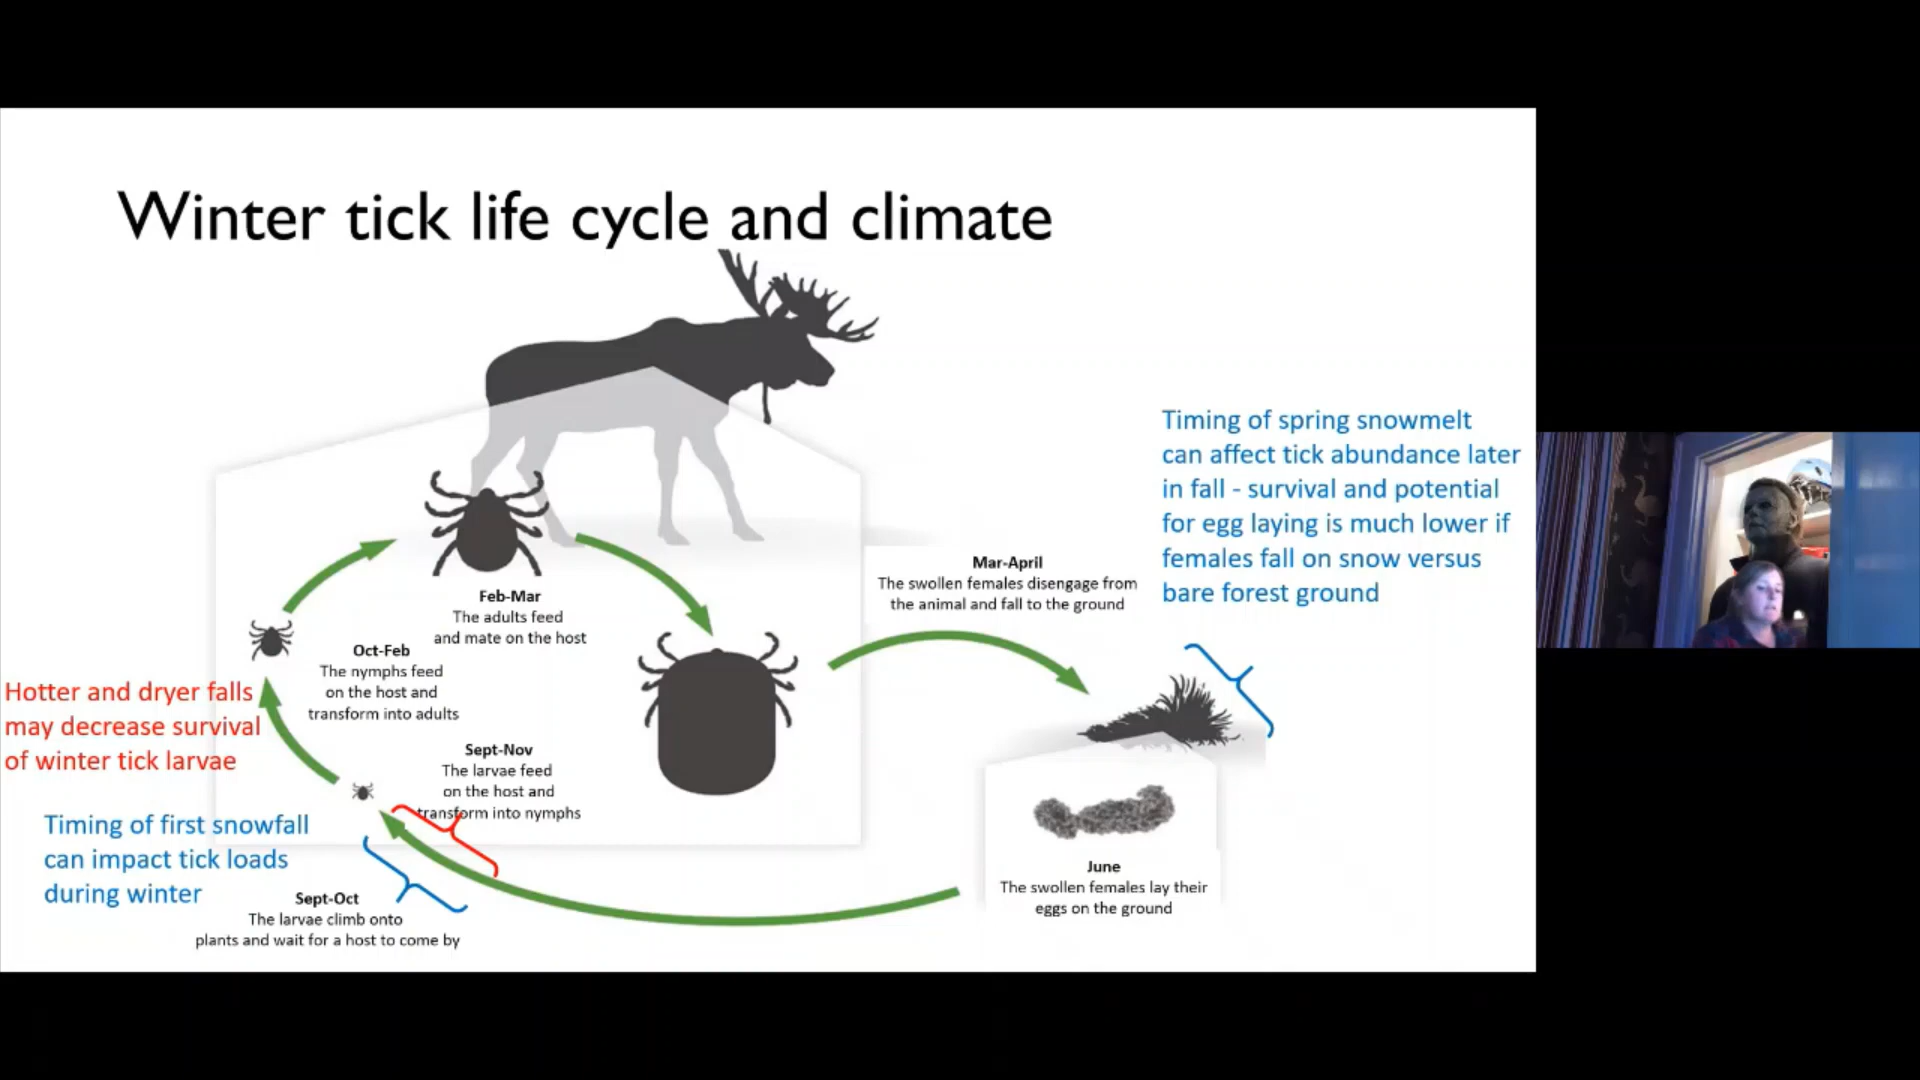 Winter tick life cycle and climate
Timing of spring snowmelt
can affect tick abundance later
in fall - survival and potential
for egg laying is much lower if
females fall on snow versus
bare forest ground
Mar-April
The swollen females disengage from
the animal and fall to the ground
Feb-Mar
The adults feed
and mate on the host
Oct-Feb
The nymphs feed
on the host and
transform into adults
Hotter and dryer falls
may decrease survival
of winter tick larvae
Sept-Nov
The larvae feed
on the host and
transform into nymphs
Timing of first snowfall
can impact tick loads
during winter
Sept-Oct
The larvae climb onto
plants and wait for a host to come by
June
The swollen females lay their
eggs on the ground